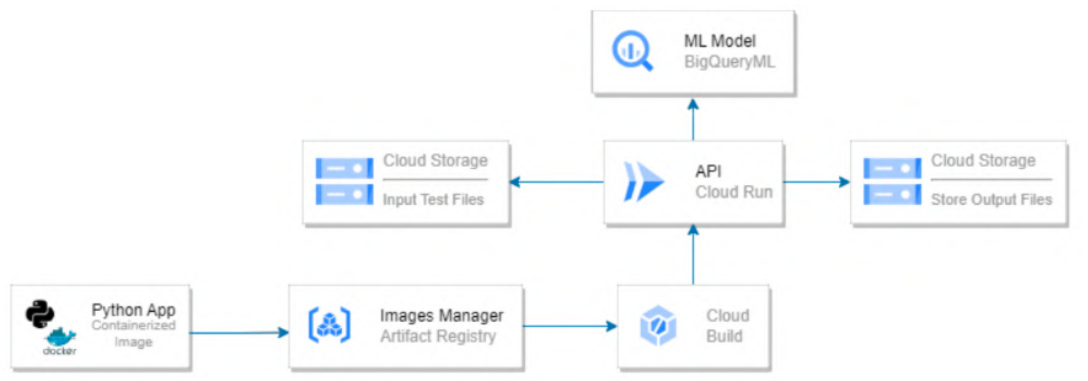 ML Model
BigQueryML
Cloud Storage
Input Test Files
API
Cloud Run
Cloud Storage
Store Output Files
Python App
Containerized
Image
docker
Images Manager
Artifact Registry
Cloud
Build